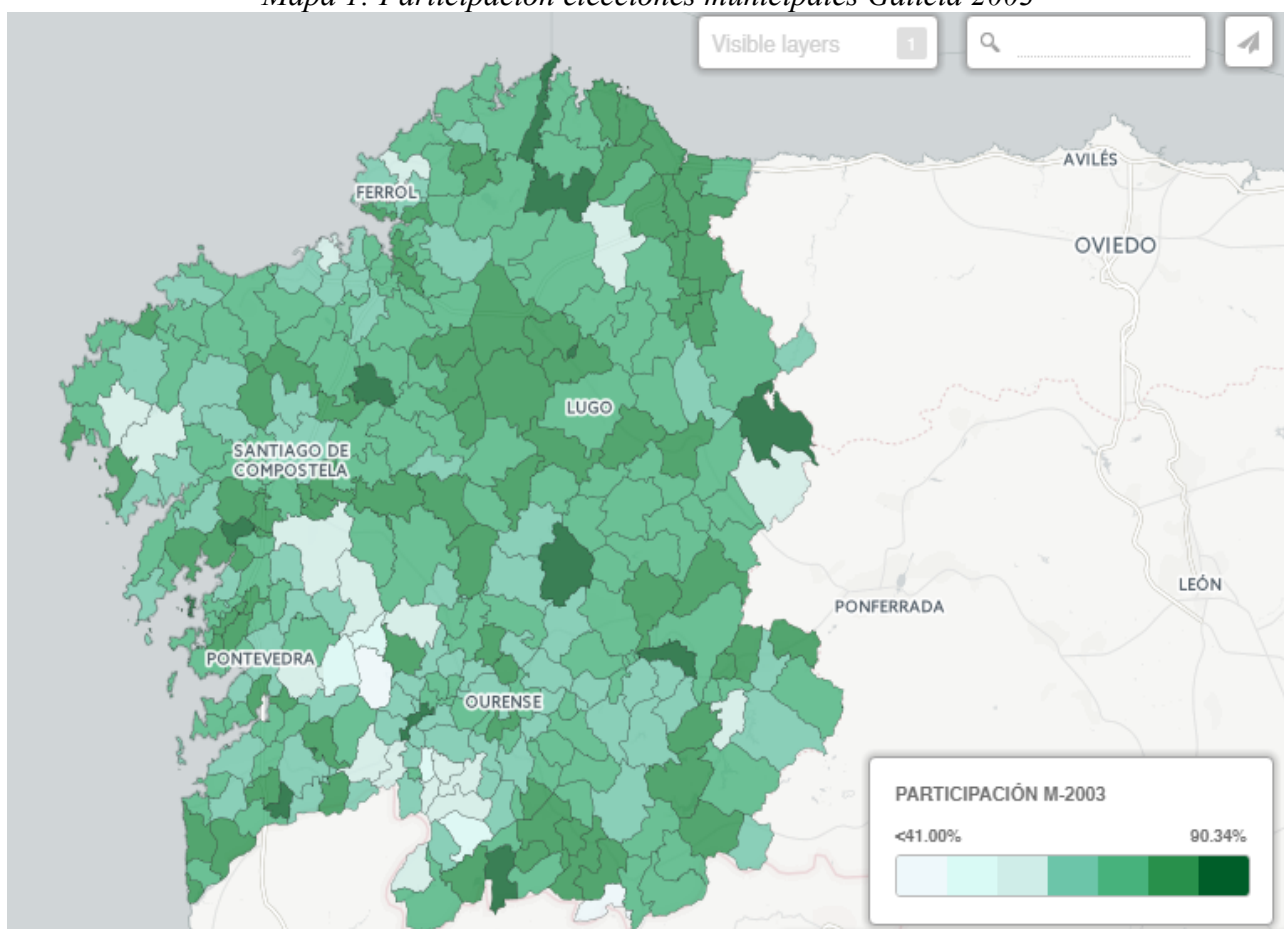 Mapa 1: Participación elecciones municipales Galicia 2003
Visible layers 1
AVILÉS
FERROL
OVIEDO
LUGO
SANTIAGO DE
COMPOSTELA
LEÓN
PONFERRADA
PONTEVEDRA
OURENSE
PARTICIPACIÓN M-2003
<41.00% 90.34%